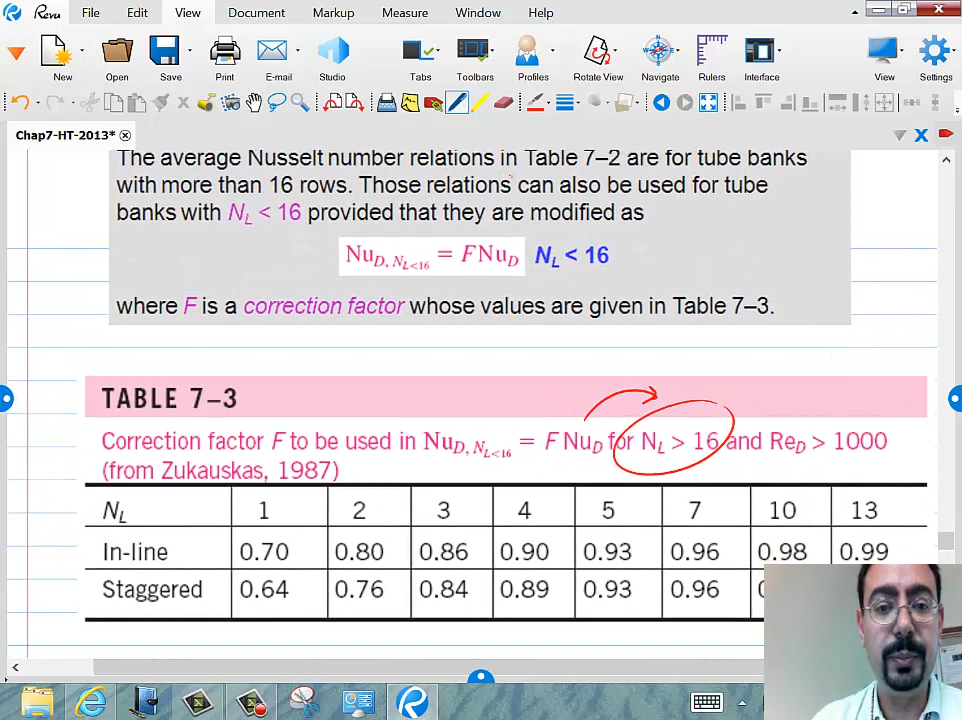 Revu File Edit View Document Markup Measure Window Help
New Open Save Print E-mail Studio Tabs Toolbars Profiles Rotate View Navigate Rulers Interface View Settings
Chap7-HT-2013*
The average Nusselt number relations in Table 7–2 are for tube banks
with more than 16 rows. Those relations can also be used for tube
banks with N_L < 16 provided that they are modified as
Nu_D, N_L<16 = F Nu_D N_L < 16
where F is a correction factor whose values are given in Table 7–3.
TABLE 7–3
Correction factor F to be used in Nu_D, N_L<16 = F Nu_D for N_L > 16 and Re_D > 1000
(from Zukauskas, 1987)
N_L 1 2 3 4 5 7 10 13
In-line 0.70 0.80 0.86 0.90 0.93 0.96 0.98 0.99
Staggered 0.64 0.76 0.84 0.89 0.93 0.96